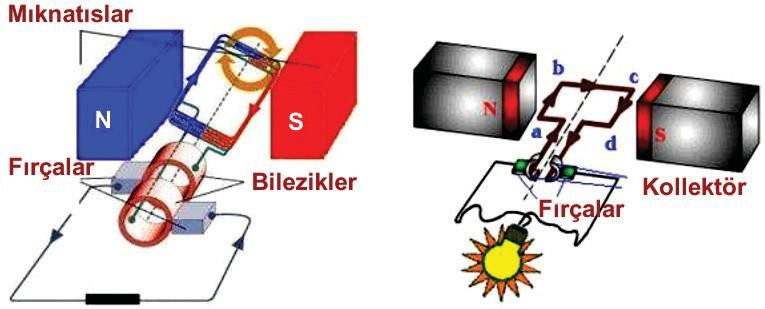 Mıknatıslar
N
S
Fırçalar
Bilezikler
b
c
N
S
a
d
Kollektör
Fırçalar